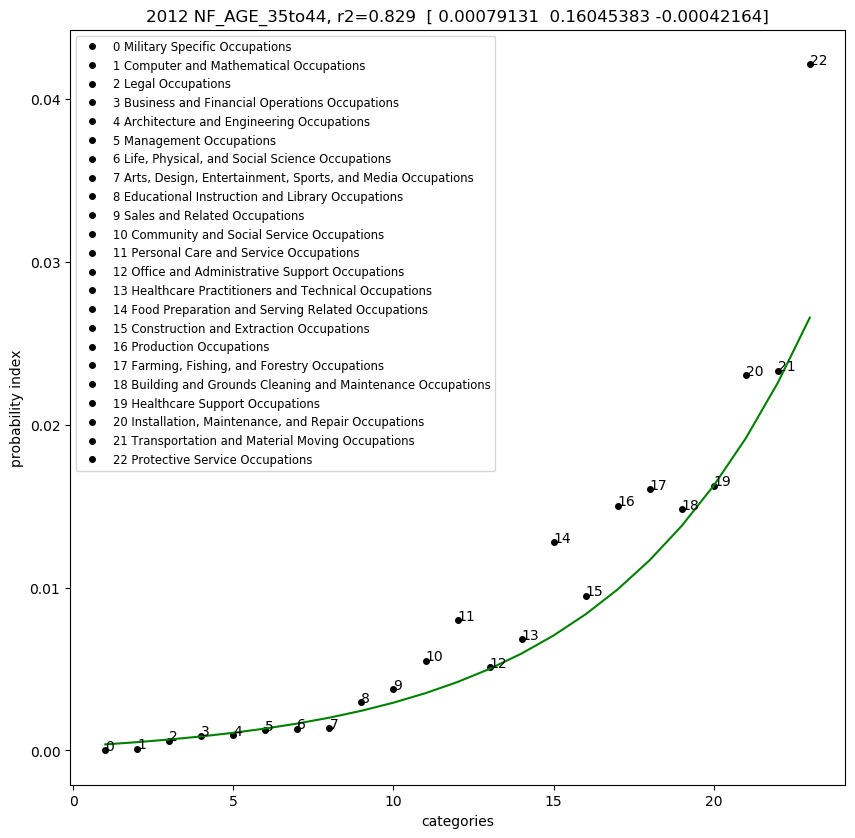 2012 NF_AGE_35to44, r2=0.829  [ 0.00079131  0.16045383 -0.00042164]
0 Military Specific Occupations
1 Computer and Mathematical Occupations
2 Legal Occupations
3 Business and Financial Operations Occupations
4 Architecture and Engineering Occupations
5 Management Occupations
6 Life, Physical, and Social Science Occupations
7 Arts, Design, Entertainment, Sports, and Media Occupations
8 Educational Instruction and Library Occupations
9 Sales and Related Occupations
10 Community and Social Service Occupations
11 Personal Care and Service Occupations
12 Office and Administrative Support Occupations
13 Healthcare Practitioners and Technical Occupations
14 Food Preparation and Serving Related Occupations
15 Construction and Extraction Occupations
16 Production Occupations
17 Farming, Fishing, and Forestry Occupations
18 Building and Grounds Cleaning and Maintenance Occupations
19 Healthcare Support Occupations
20 Installation, Maintenance, and Repair Occupations
21 Transportation and Material Moving Occupations
22 Protective Service Occupations
0.04
0.03
0.02
0.01
0.00
probability index
0
1
2
3
4
5
6
7
8
9
10
11
12
13
14
15
16
17
18
19
20
21
22
0
5
10
15
20
categories